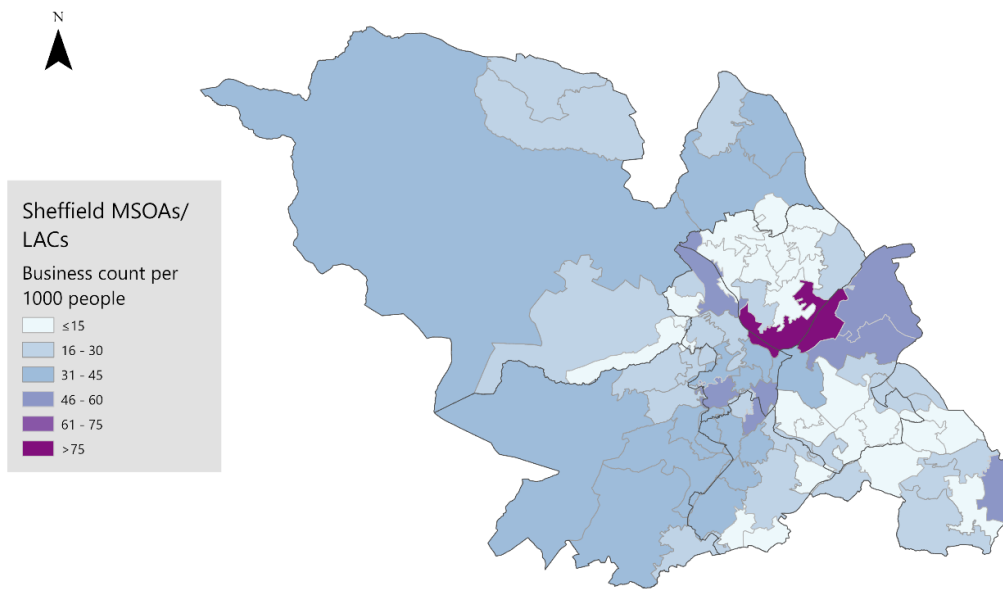 N
Sheffield MSOAs/
LACs
Business count per
1000 people
≤15
16 - 30
31 - 45
46 - 60
61 - 75
>75